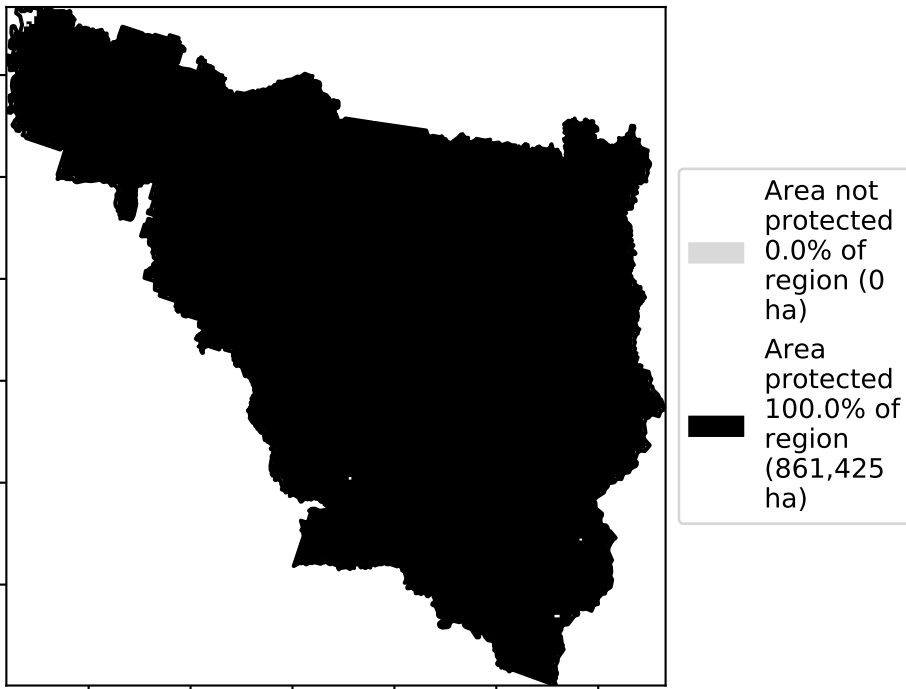 Area not
protected
0.0% of
region (0
ha)
Area
protected
100.0% of
region
(861,425
ha)